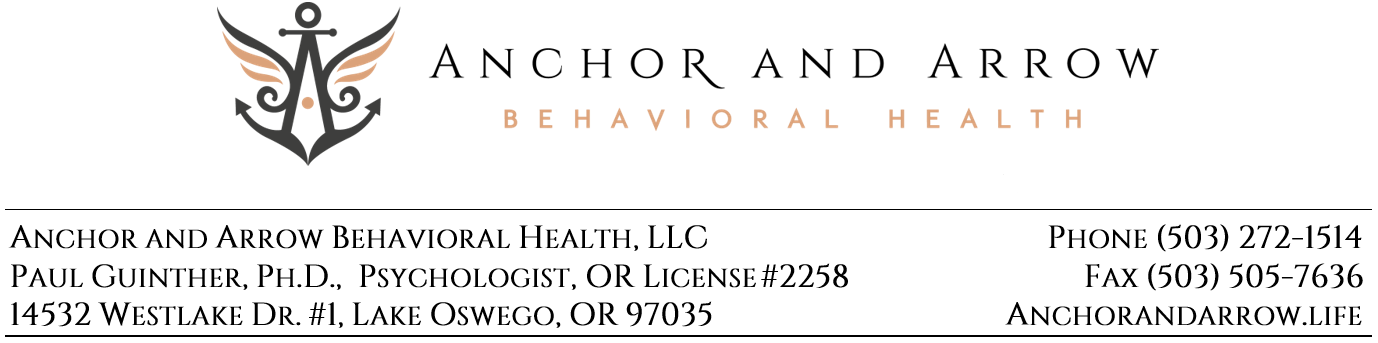 Anchor and Arrow
BEHAVIORAL HEALTH
Anchor and Arrow Behavioral Health, LLC
Phone (503) 272-1514
Paul Guinther, Ph.D., Psychologist, OR License #2258
Fax (503) 505-7636
14532 Westlake Dr. #1, Lake Oswego, OR 97035
Anchorandarrow.life